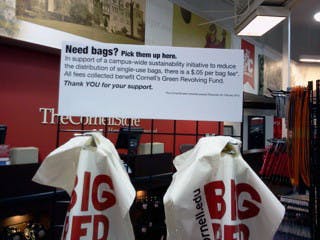 Need bags? Pick them up here.
In support of a campus-wide sustainability initiative to reduce
the distribution of single-use bags, there is a $.05 per bag fee*.
All fees collected benefit Cornell's Green Revolving Fund.
Thank YOU for your support.
The Cornell Store
BIG
RED
nell.edu
BIG
RED